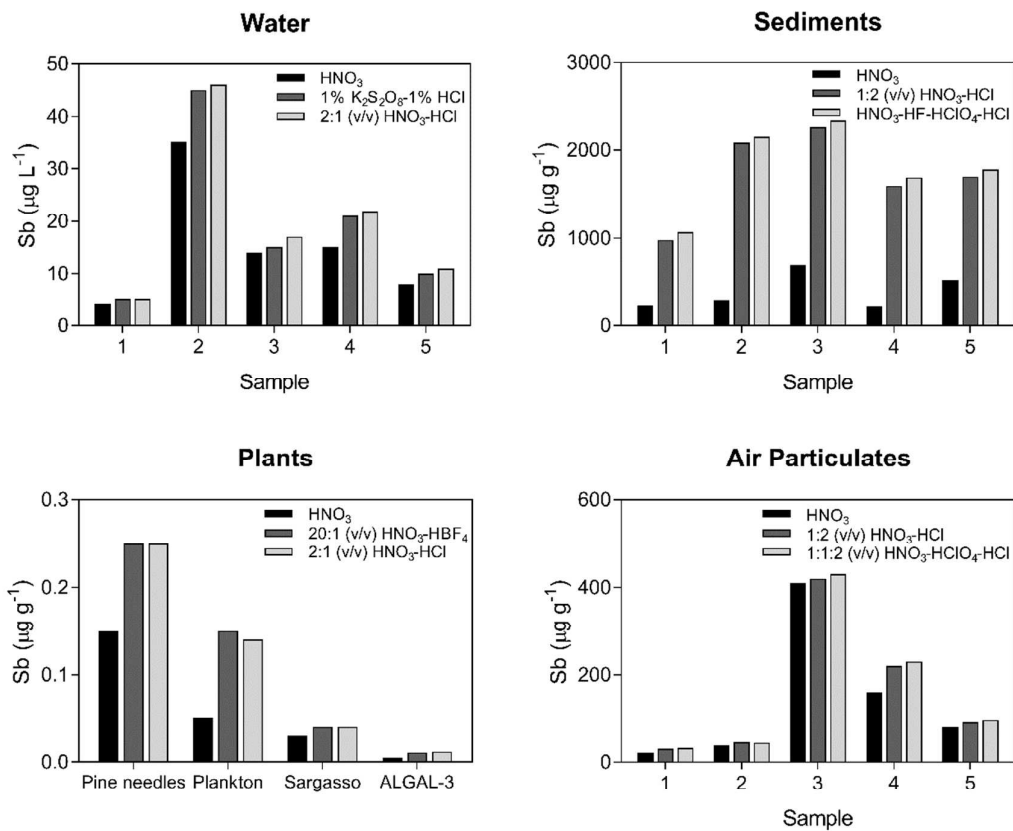 Water
Sb (µg L⁻¹)
50
40
30
20
10
0
HNO₃
1% K₂S₂O₈-1% HCl
2:1 (v/v) HNO₃-HCl
1 2 3 4 5
Sample
Sediments
Sb (µg g⁻¹)
3000
2000
1000
0
HNO₃
1:2 (v/v) HNO₃-HCl
HNO₃-HF-HClO₄-HCl
1 2 3 4 5
Sample
Plants
Sb (µg g⁻¹)
0.3
0.2
0.1
0.0
HNO₃
20:1 (v/v) HNO₃-HBF₄
2:1 (v/v) HNO₃-HCl
Pine needles Plankton Sargasso ALGAL-3
Air Particulates
Sb (µg g⁻¹)
600
400
200
0
HNO₃
1:2 (v/v) HNO₃-HCl
1:1:2 (v/v) HNO₃-HClO₄-HCl
1 2 3 4 5
Sample